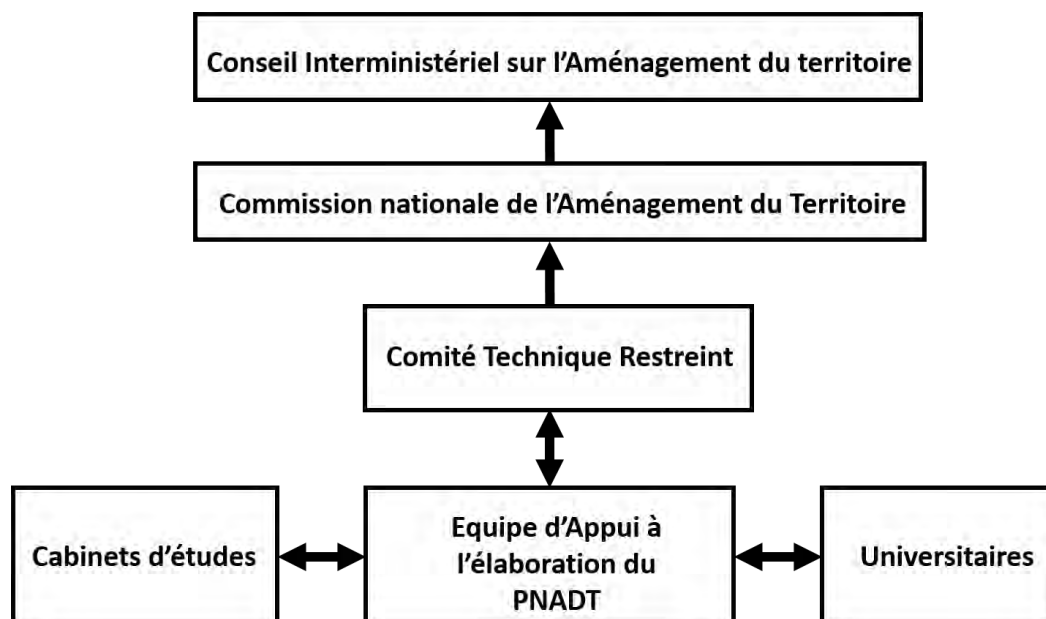 Conseil Interministériel sur l'Aménagement du territoire
Commission nationale de l'Aménagement du Territoire
Comité Technique Restreint
Cabinets d'études
Equipe d'Appui à
l'élaboration du
PNADT
Universitaires